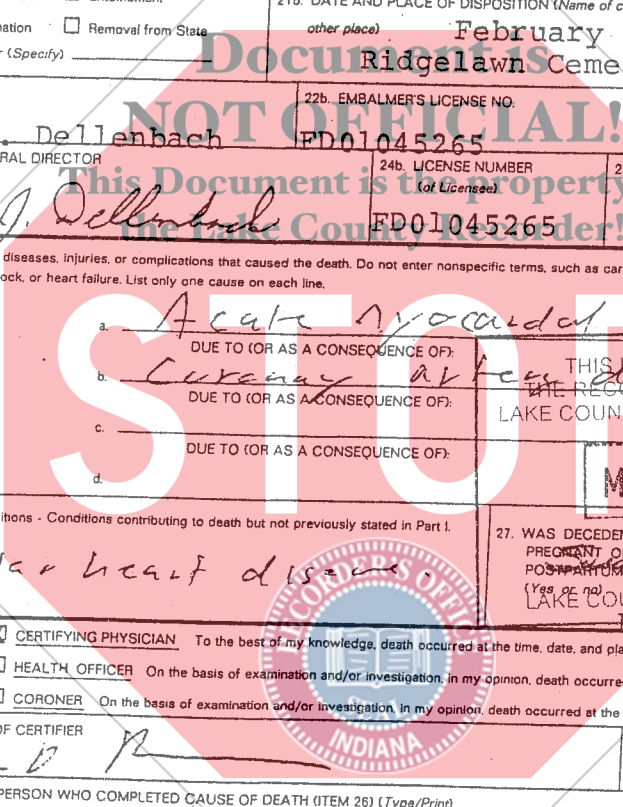 21b. DATE AND PLACE OF DISPOSITION (Name of c
ation Removal from State
other place)
February
(Specify)
Ridgelawn Ceme
Document is
NOT OFFICIAL!
This Document is the property
the Lake County Recorder!
STOP
22b. EMBALMER'S LICENSE NO.
. Dellenbach
FD01045265
RAL DIRECTOR
24b. LICENSE NUMBER
(of Licensee)
J. Dellenbach
FD01045265
diseases, injuries, or complications that caused the death. Do not enter nonspecific terms, such as car
ock, or heart failure. List only one cause on each line.
a. Acute Myocardial
DUE TO (OR AS A CONSEQUENCE OF):
b. Coronary artery
THIS
DUE TO (OR AS A CONSEQUENCE OF):
THE RECO
LAKE COUN
c.
DUE TO (OR AS A CONSEQUENCE OF):
d.
M
itions - Conditions contributing to death but not previously stated in Part I.
27. WAS DECEDEN
PREGNANT O
POSTPARTUM
(Yes or no)
LAKE COU
ar heart disease.
RECORDER'S OFFICE
INDIANA
CERTIFYING PHYSICIAN To the best of my knowledge, death occurred at the time, date, and pla
HEALTH OFFICER On the basis of examination and/or investigation, in my opinion, death occurre
CORONER On the basis of examination and/or investigation, in my opinion, death occurred at the
OF CERTIFIER
PERSON WHO COMPLETED CAUSE OF DEATH (ITEM 26) (Type/Print)